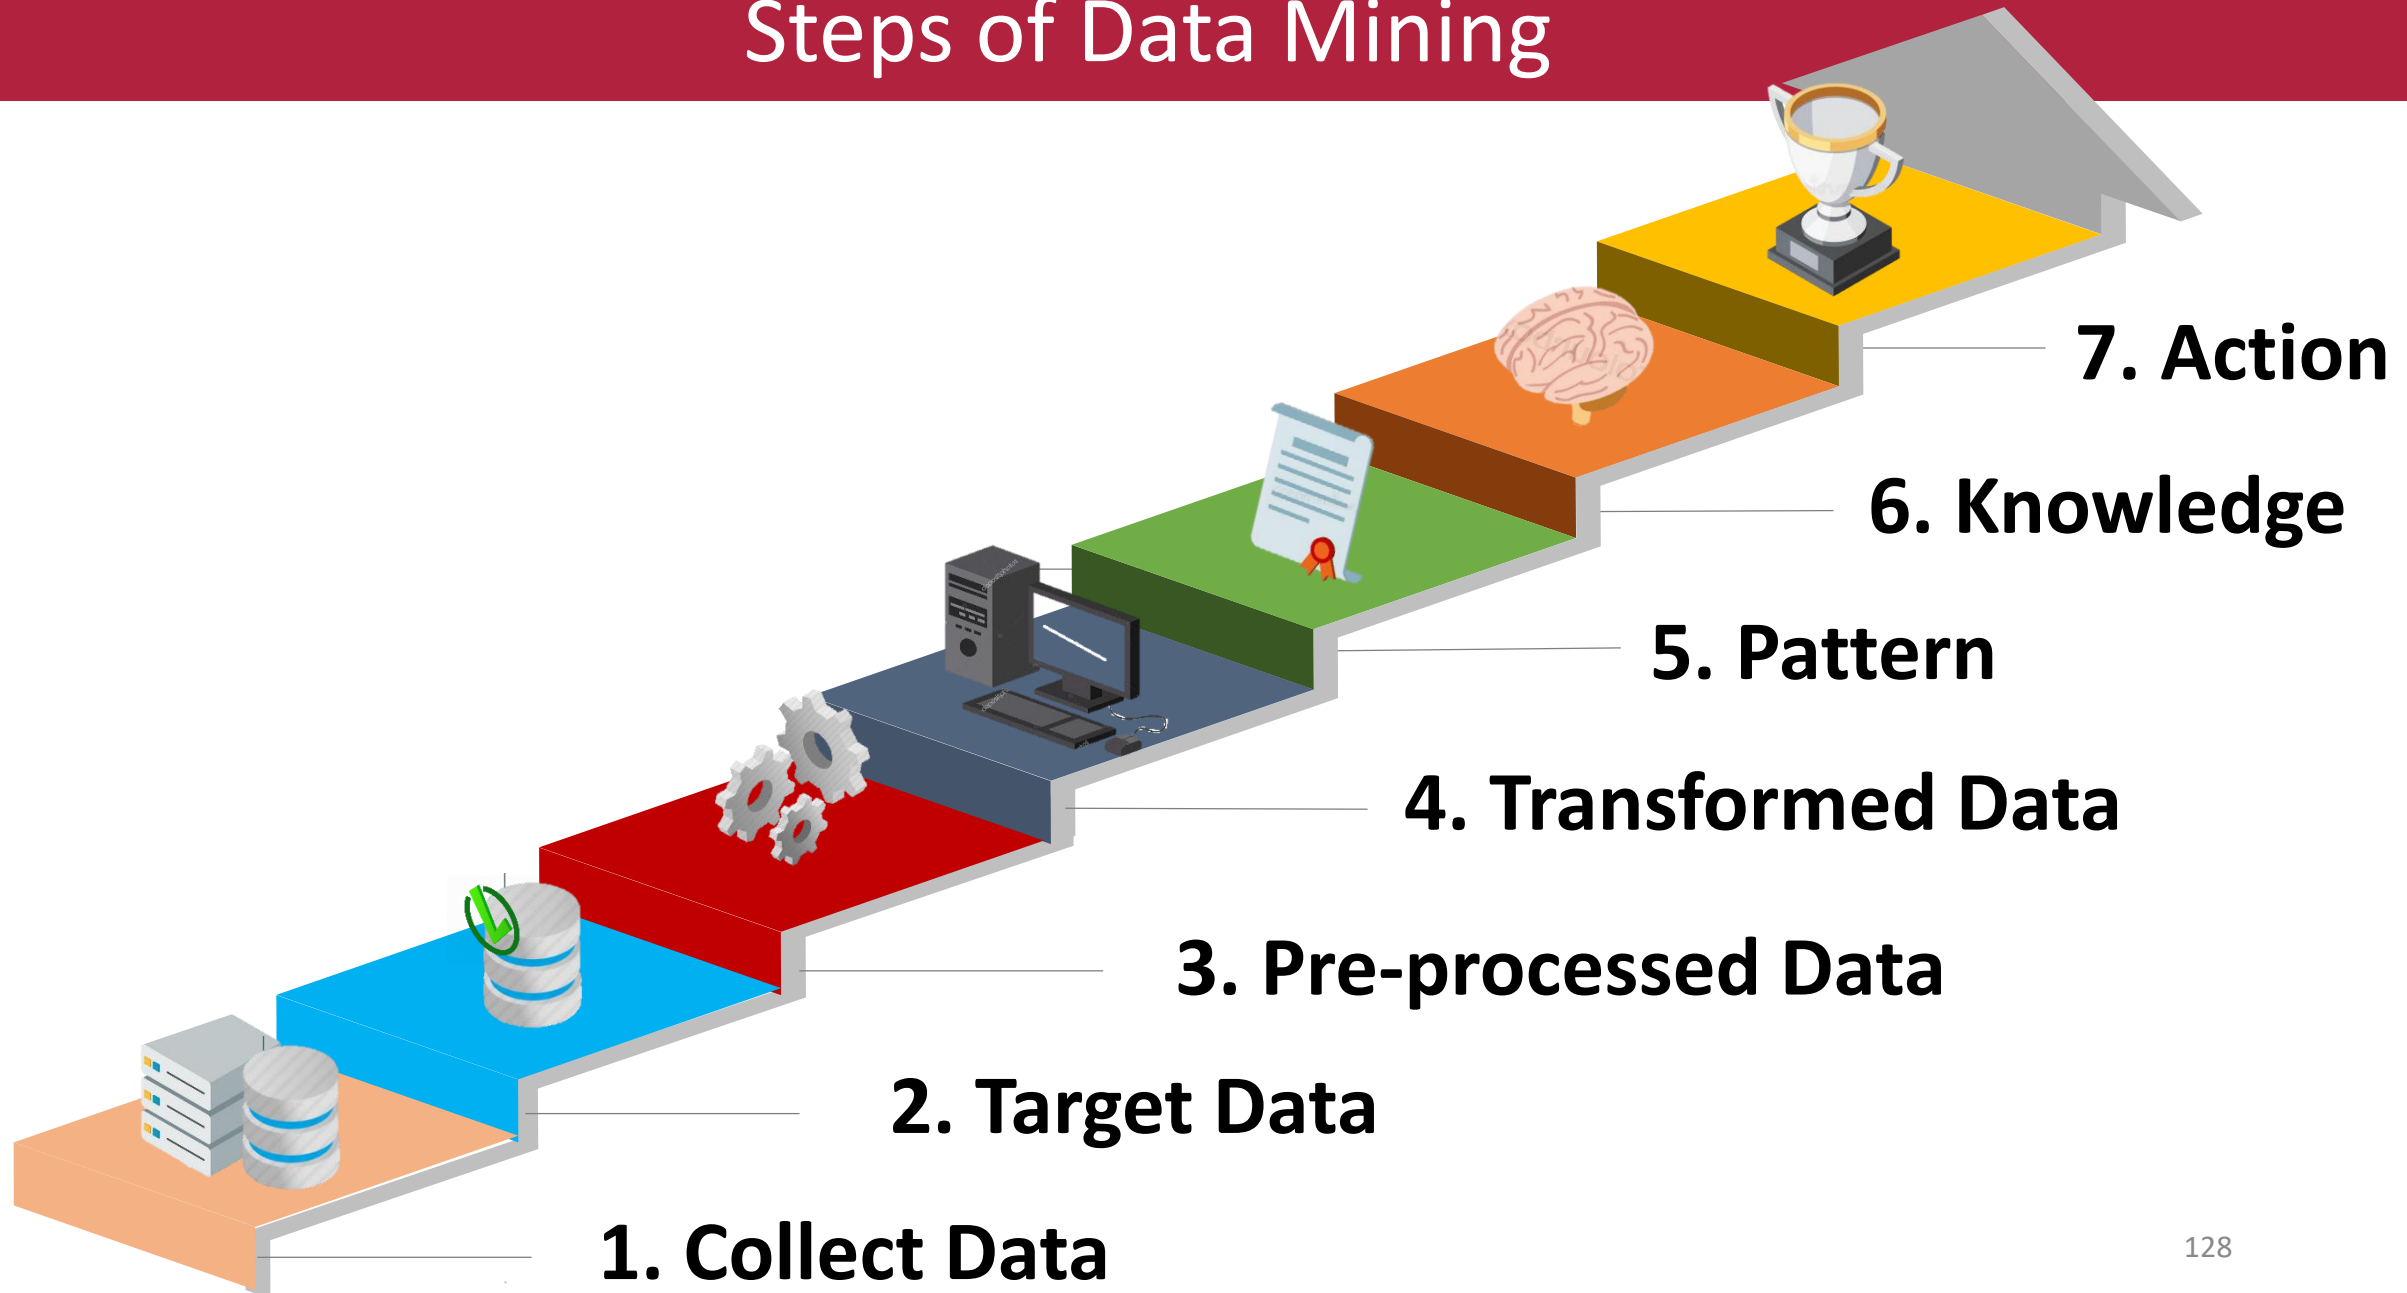 Steps of Data Mining
7. Action
6. Knowledge
5. Pattern
4. Transformed Data
3. Pre-processed Data
2. Target Data
1. Collect Data
128